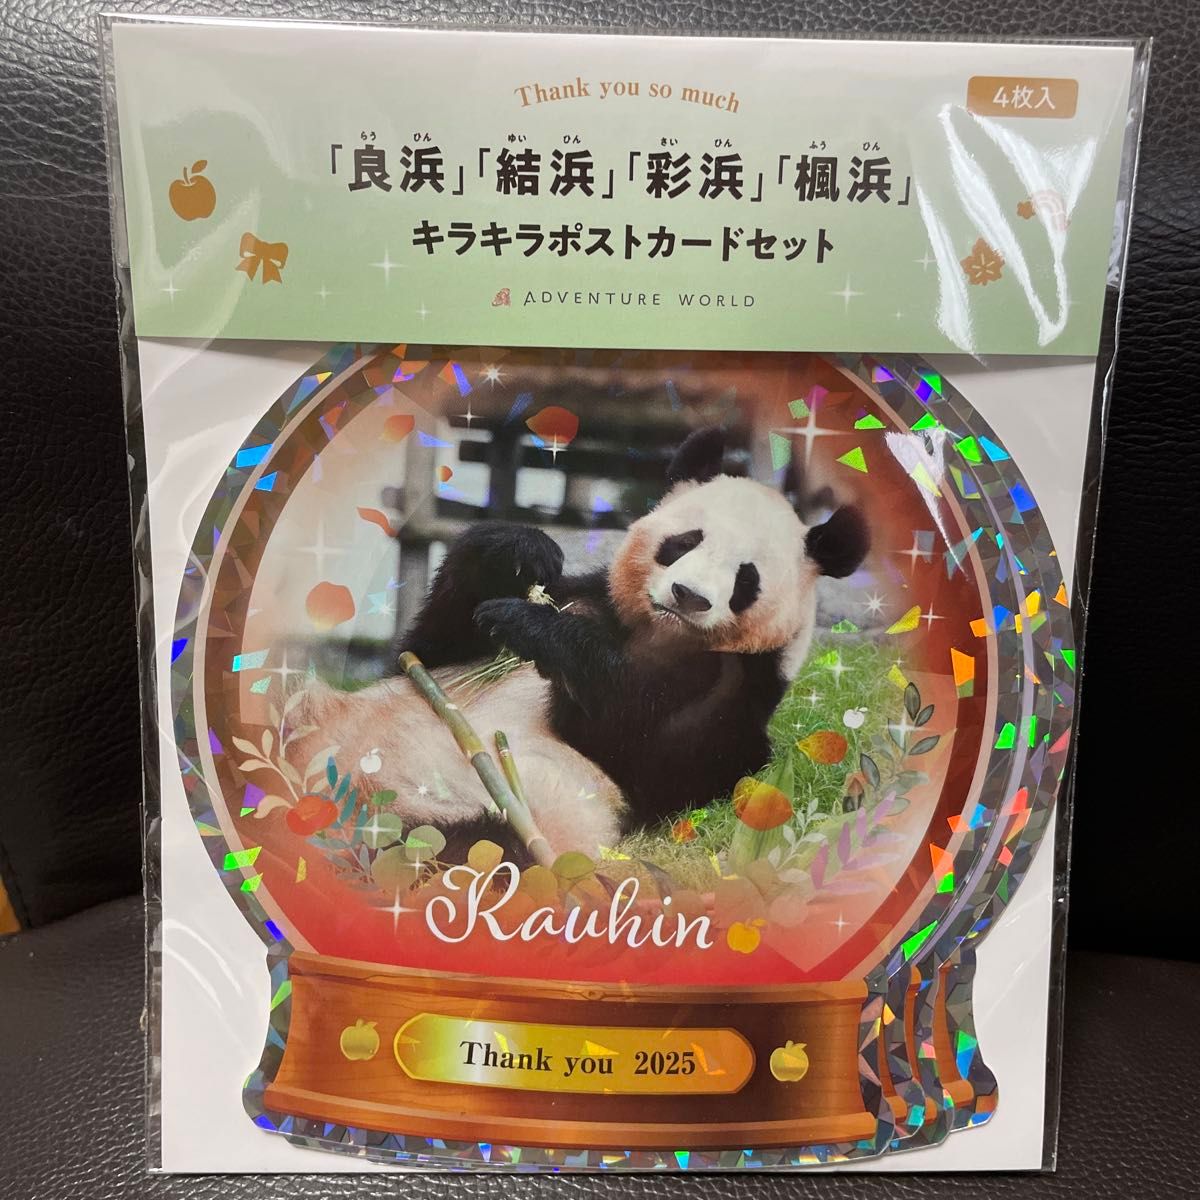 Thank you so much
4枚入
らう ひん ゆい ひん さい ひん ふう ひん
「良浜」「結浜」「彩浜」「楓浜」
キラキラポストカードセット
ADVENTURE WORLD
Rauhin
Thank you 2025